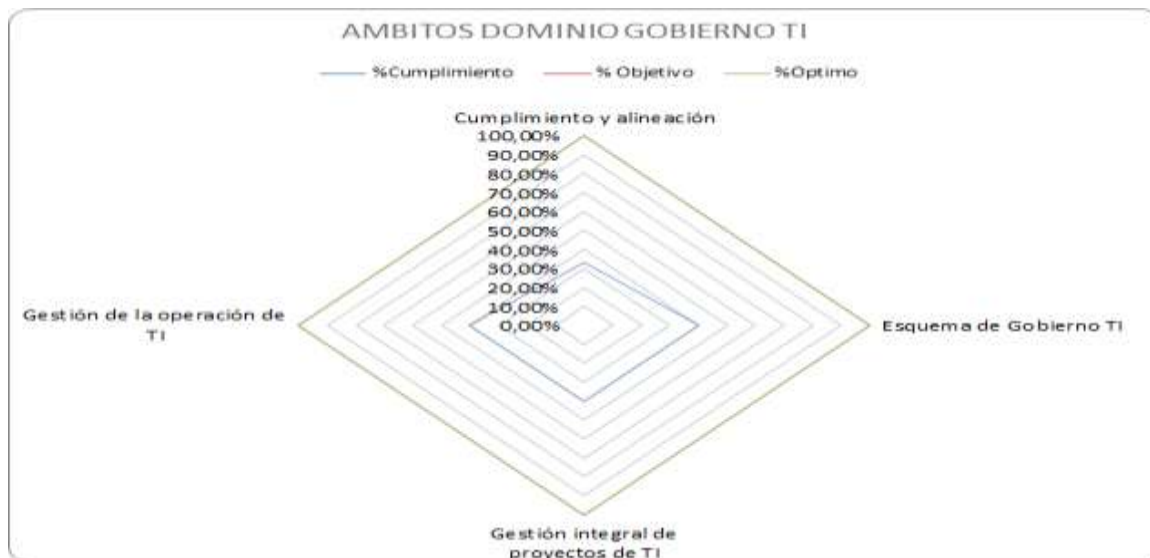 AMBITOS DOMINIO GOBIERNO TI
%Cumplimiento % Objetivo %Optimo
Cumplimiento y alineación
100,00%
90,00%
80,00%
70,00%
60,00%
50,00%
40,00%
30,00%
20,00%
10,00%
0,00%
Gestión de la operación de
TI
Esquema de Gobierno TI
Gestión integral de
proyectos de TI